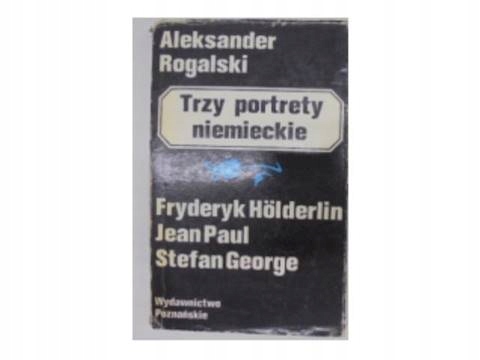 Aleksander
Rogalski
Trzy portrety
niemieckie
Fryderyk Hölderlin
Jean Paul
Stefan George
Wydawnictwo
Poznańskie